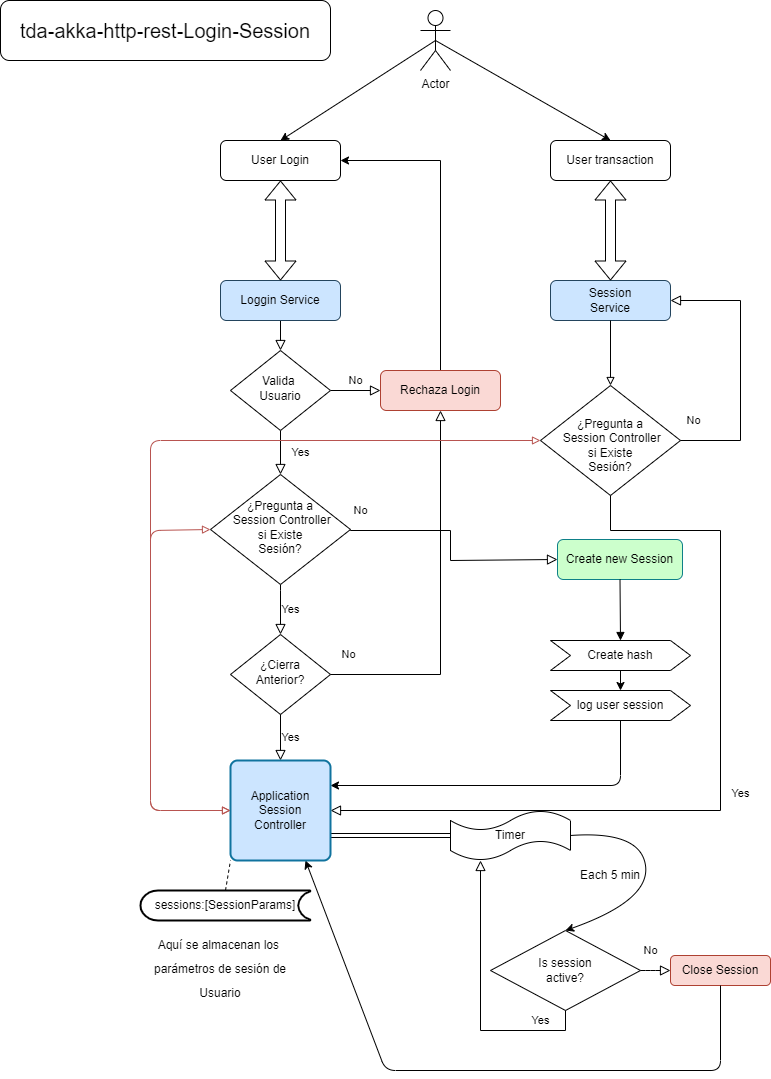 tda-akka-http-rest-Login-Session
Actor
User Login
User transaction
Loggin Service
Session
Service
Valida
Usuario
No
Rechaza Login
Yes
¿Pregunta a
Session Controller
si Existe
Sesión?
No
¿Pregunta a
Session Controller
si Existe
Sesión?
No
Create new Session
Yes
¿Cierra
Anterior?
No
Create hash
log user session
Yes
Application
Session
Controller
Yes
Timer
Each 5 min
sessions:[SessionParams]
Aquí se almacenan los
parámetros de sesión de
Usuario
Is session
active?
No
Close Session
Yes